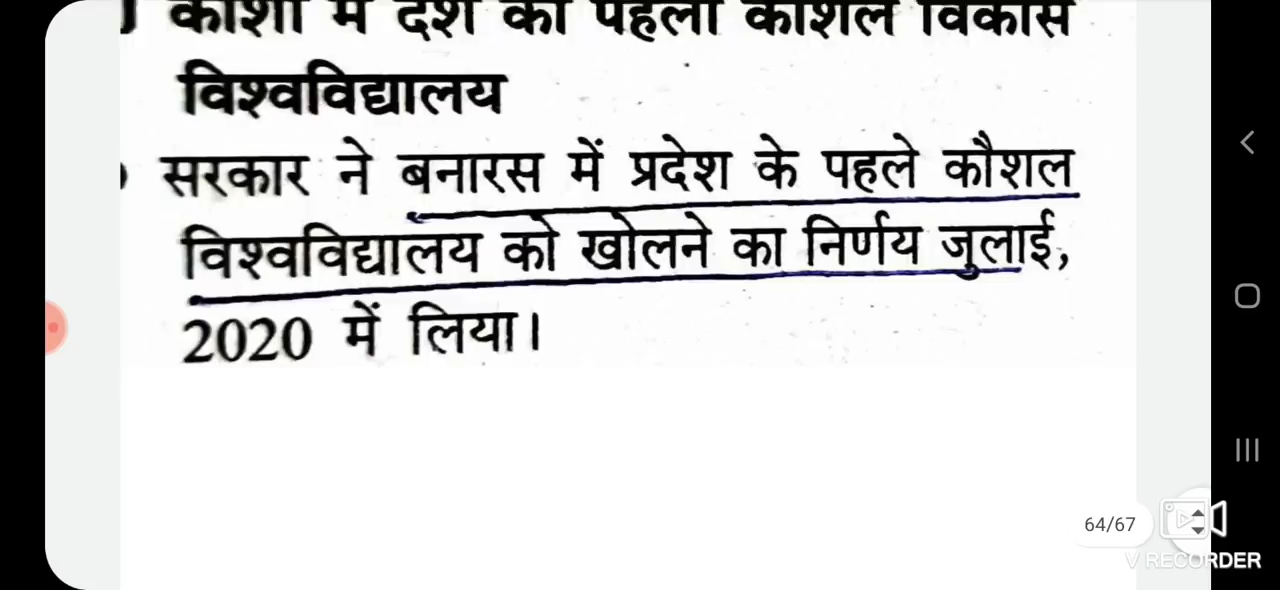 काशी में देश का पहला कौशल विकास
विश्वविद्यालय
सरकार ने बनारस में प्रदेश के पहले कौशल
विश्वविद्यालय को खोलने का निर्णय जुलाई,
2020 में लिया।
64/67
V RECORDER